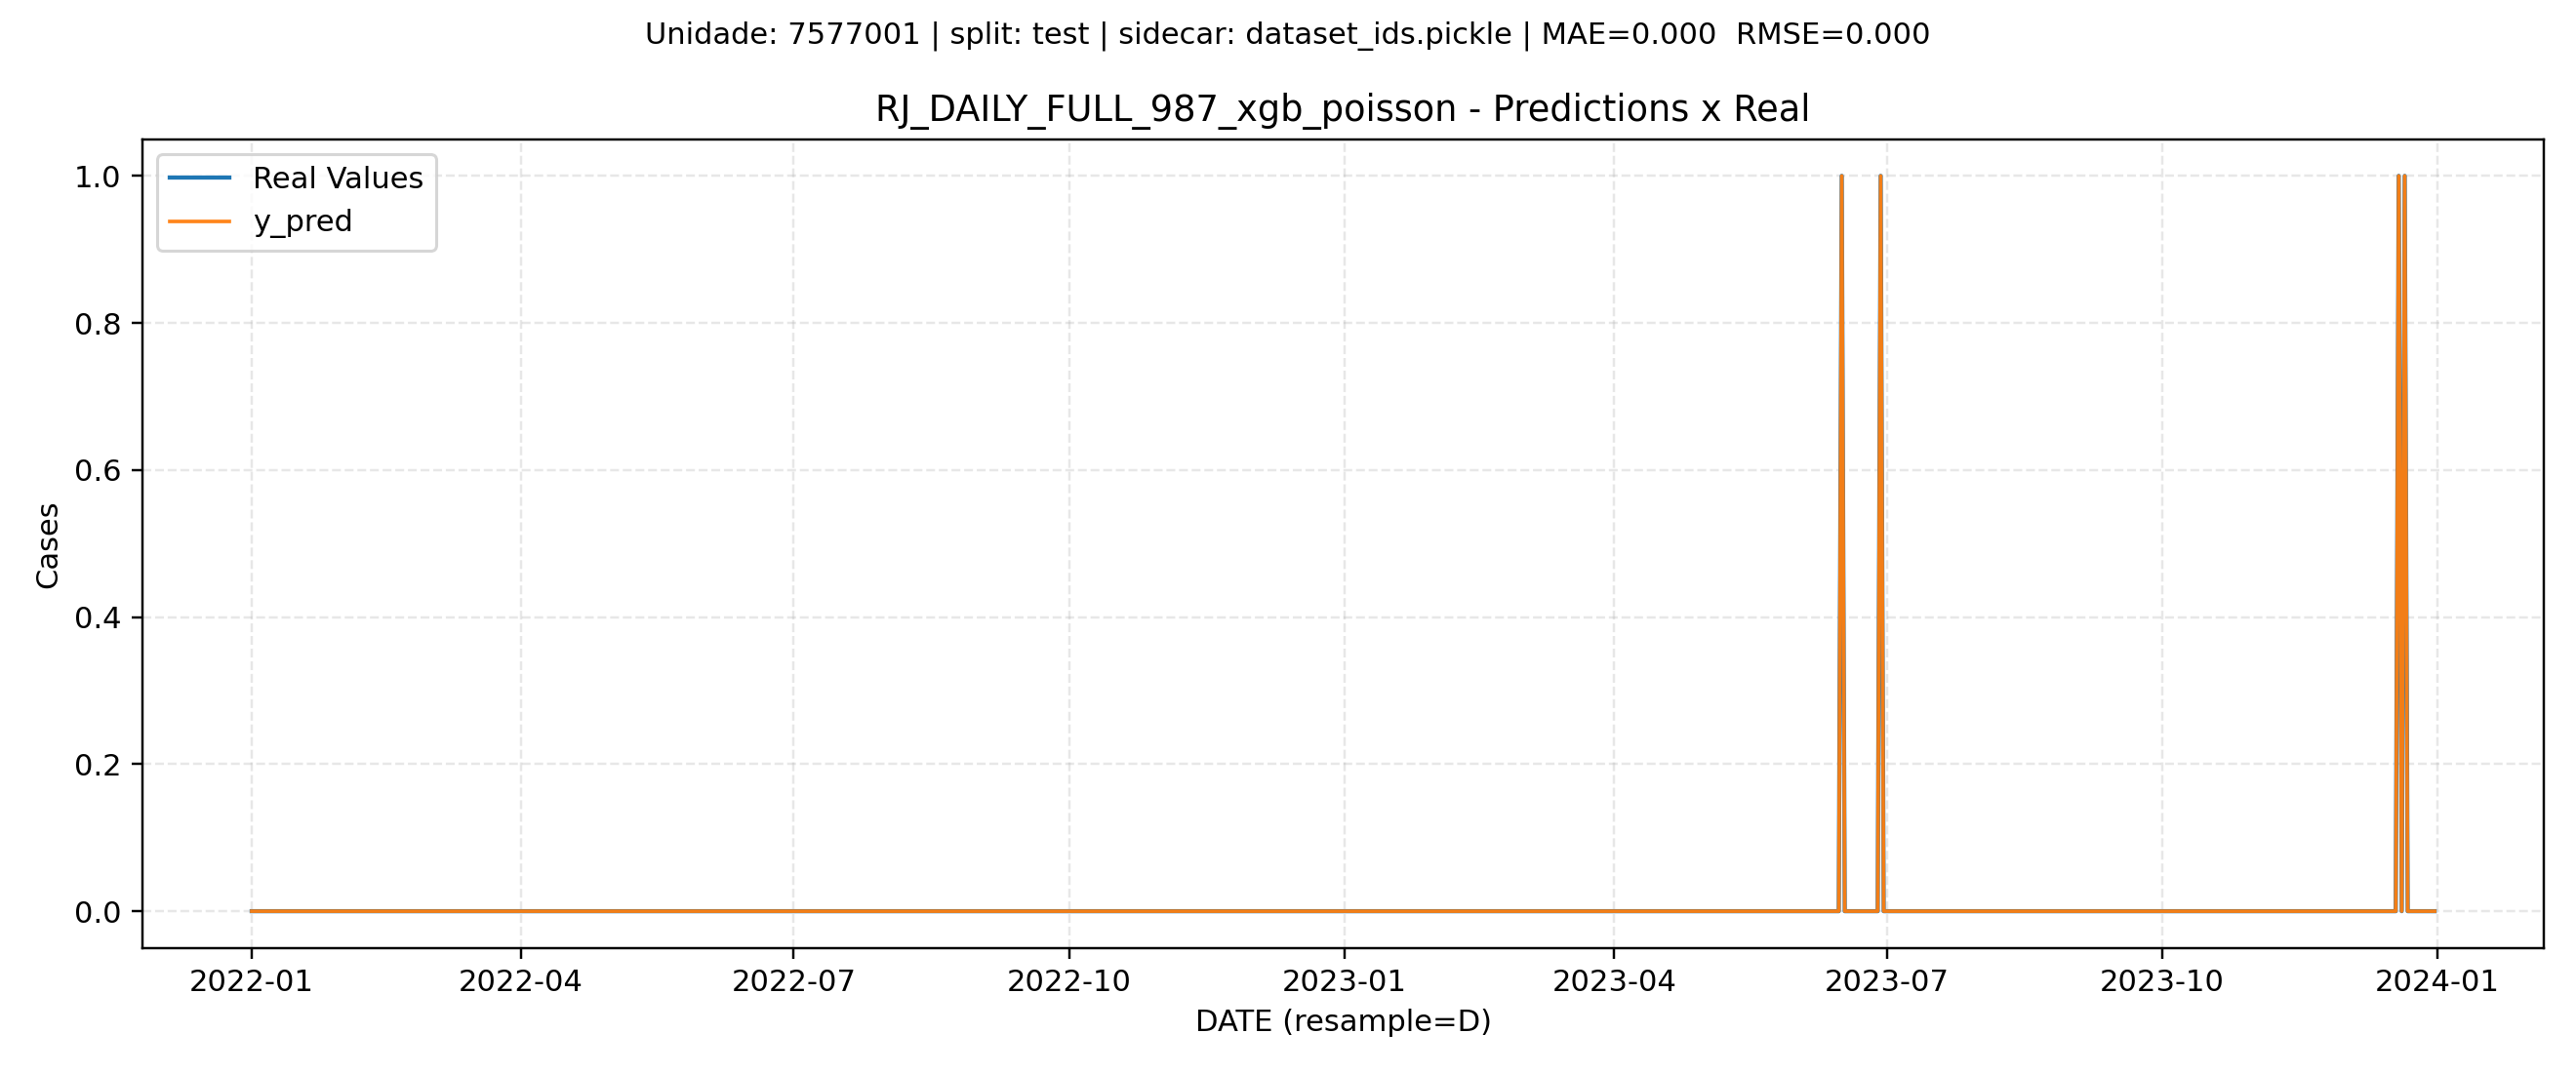 Unidade: 7577001 | split: test | sidecar: dataset_ids.pickle | MAE=0.000  RMSE=0.000
RJ_DAILY_FULL_987_xgb_poisson - Predictions x Real
Real Values
y_pred
1.0
0.8
0.6
0.4
0.2
0.0
Cases
2022-01 2022-04 2022-07 2022-10 2023-01 2023-04 2023-07 2023-10 2024-01
DATE (resample=D)